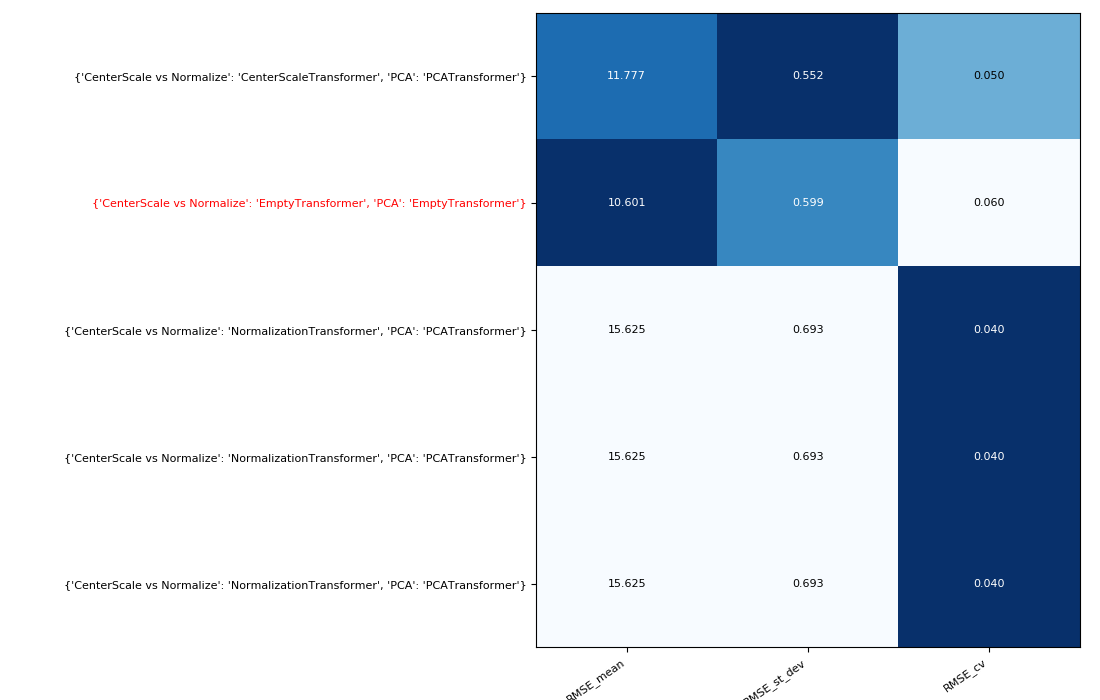 {'CenterScale vs Normalize': 'CenterScaleTransformer', 'PCA': 'PCATransformer'} 11.777 0.552 0.050
{'CenterScale vs Normalize': 'EmptyTransformer', 'PCA': 'EmptyTransformer'} 10.601 0.599 0.060
{'CenterScale vs Normalize': 'NormalizationTransformer', 'PCA': 'PCATransformer'} 15.625 0.693 0.040
{'CenterScale vs Normalize': 'NormalizationTransformer', 'PCA': 'PCATransformer'} 15.625 0.693 0.040
{'CenterScale vs Normalize': 'NormalizationTransformer', 'PCA': 'PCATransformer'} 15.625 0.693 0.040
RMSE_mean RMSE_st_dev RMSE_cv